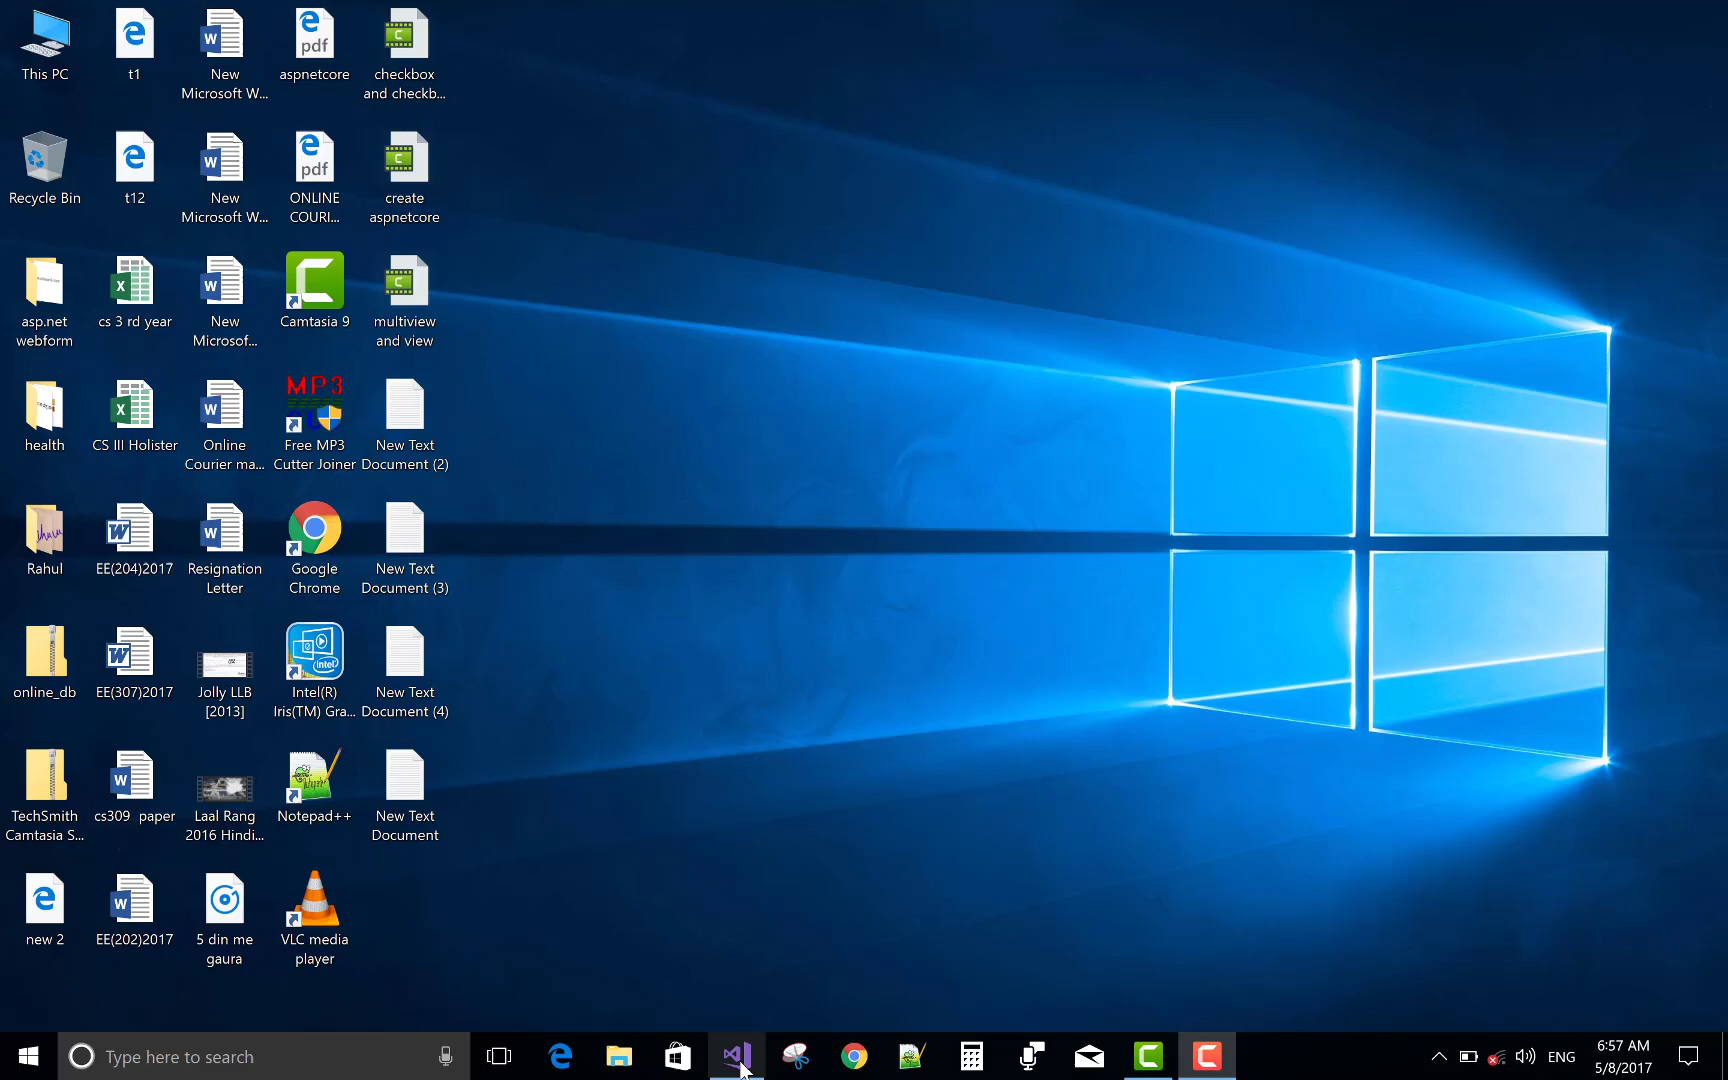 This PC
t1
New
Microsoft W...
pdf
aspnetcore
checkbox
and checkb...
Recycle Bin
t12
New
Microsoft W...
pdf
ONLINE
COURI...
create
aspnetcore
asp.net
webform
cs 3 rd year
New
Microsof...
Camtasia 9
multiview
and view
health
CS III Holister
Online
Courier ma...
MP3
Free MP3
Cutter Joiner
New Text
Document (2)
Rahul
EE(204)2017
Resignation
Letter
Google
Chrome
New Text
Document (3)
online_db
EE(307)2017
Jolly LLB
[2013]
intel
Intel(R)
Iris(TM) Gra...
New Text
Document (4)
TechSmith
Camtasia S...
cs309 paper
Laal Rang
2016 Hindi...
Notepad++
New Text
Document
new 2
EE(202)2017
5 din me
gaura
VLC media
player
Type here to search
ENG
6:57 AM
5/8/2017